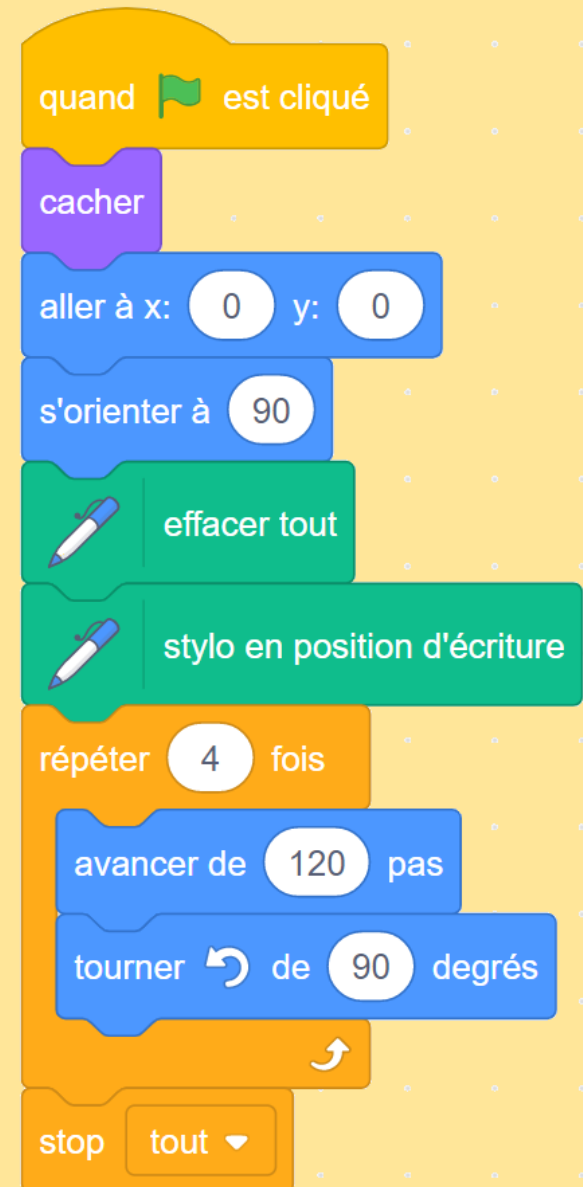 quand est cliqué
cacher
aller à x: 0 y: 0
s'orienter à 90
effacer tout
stylo en position d'écriture
répéter 4 fois
avancer de 120 pas
tourner de 90 degrés
stop tout